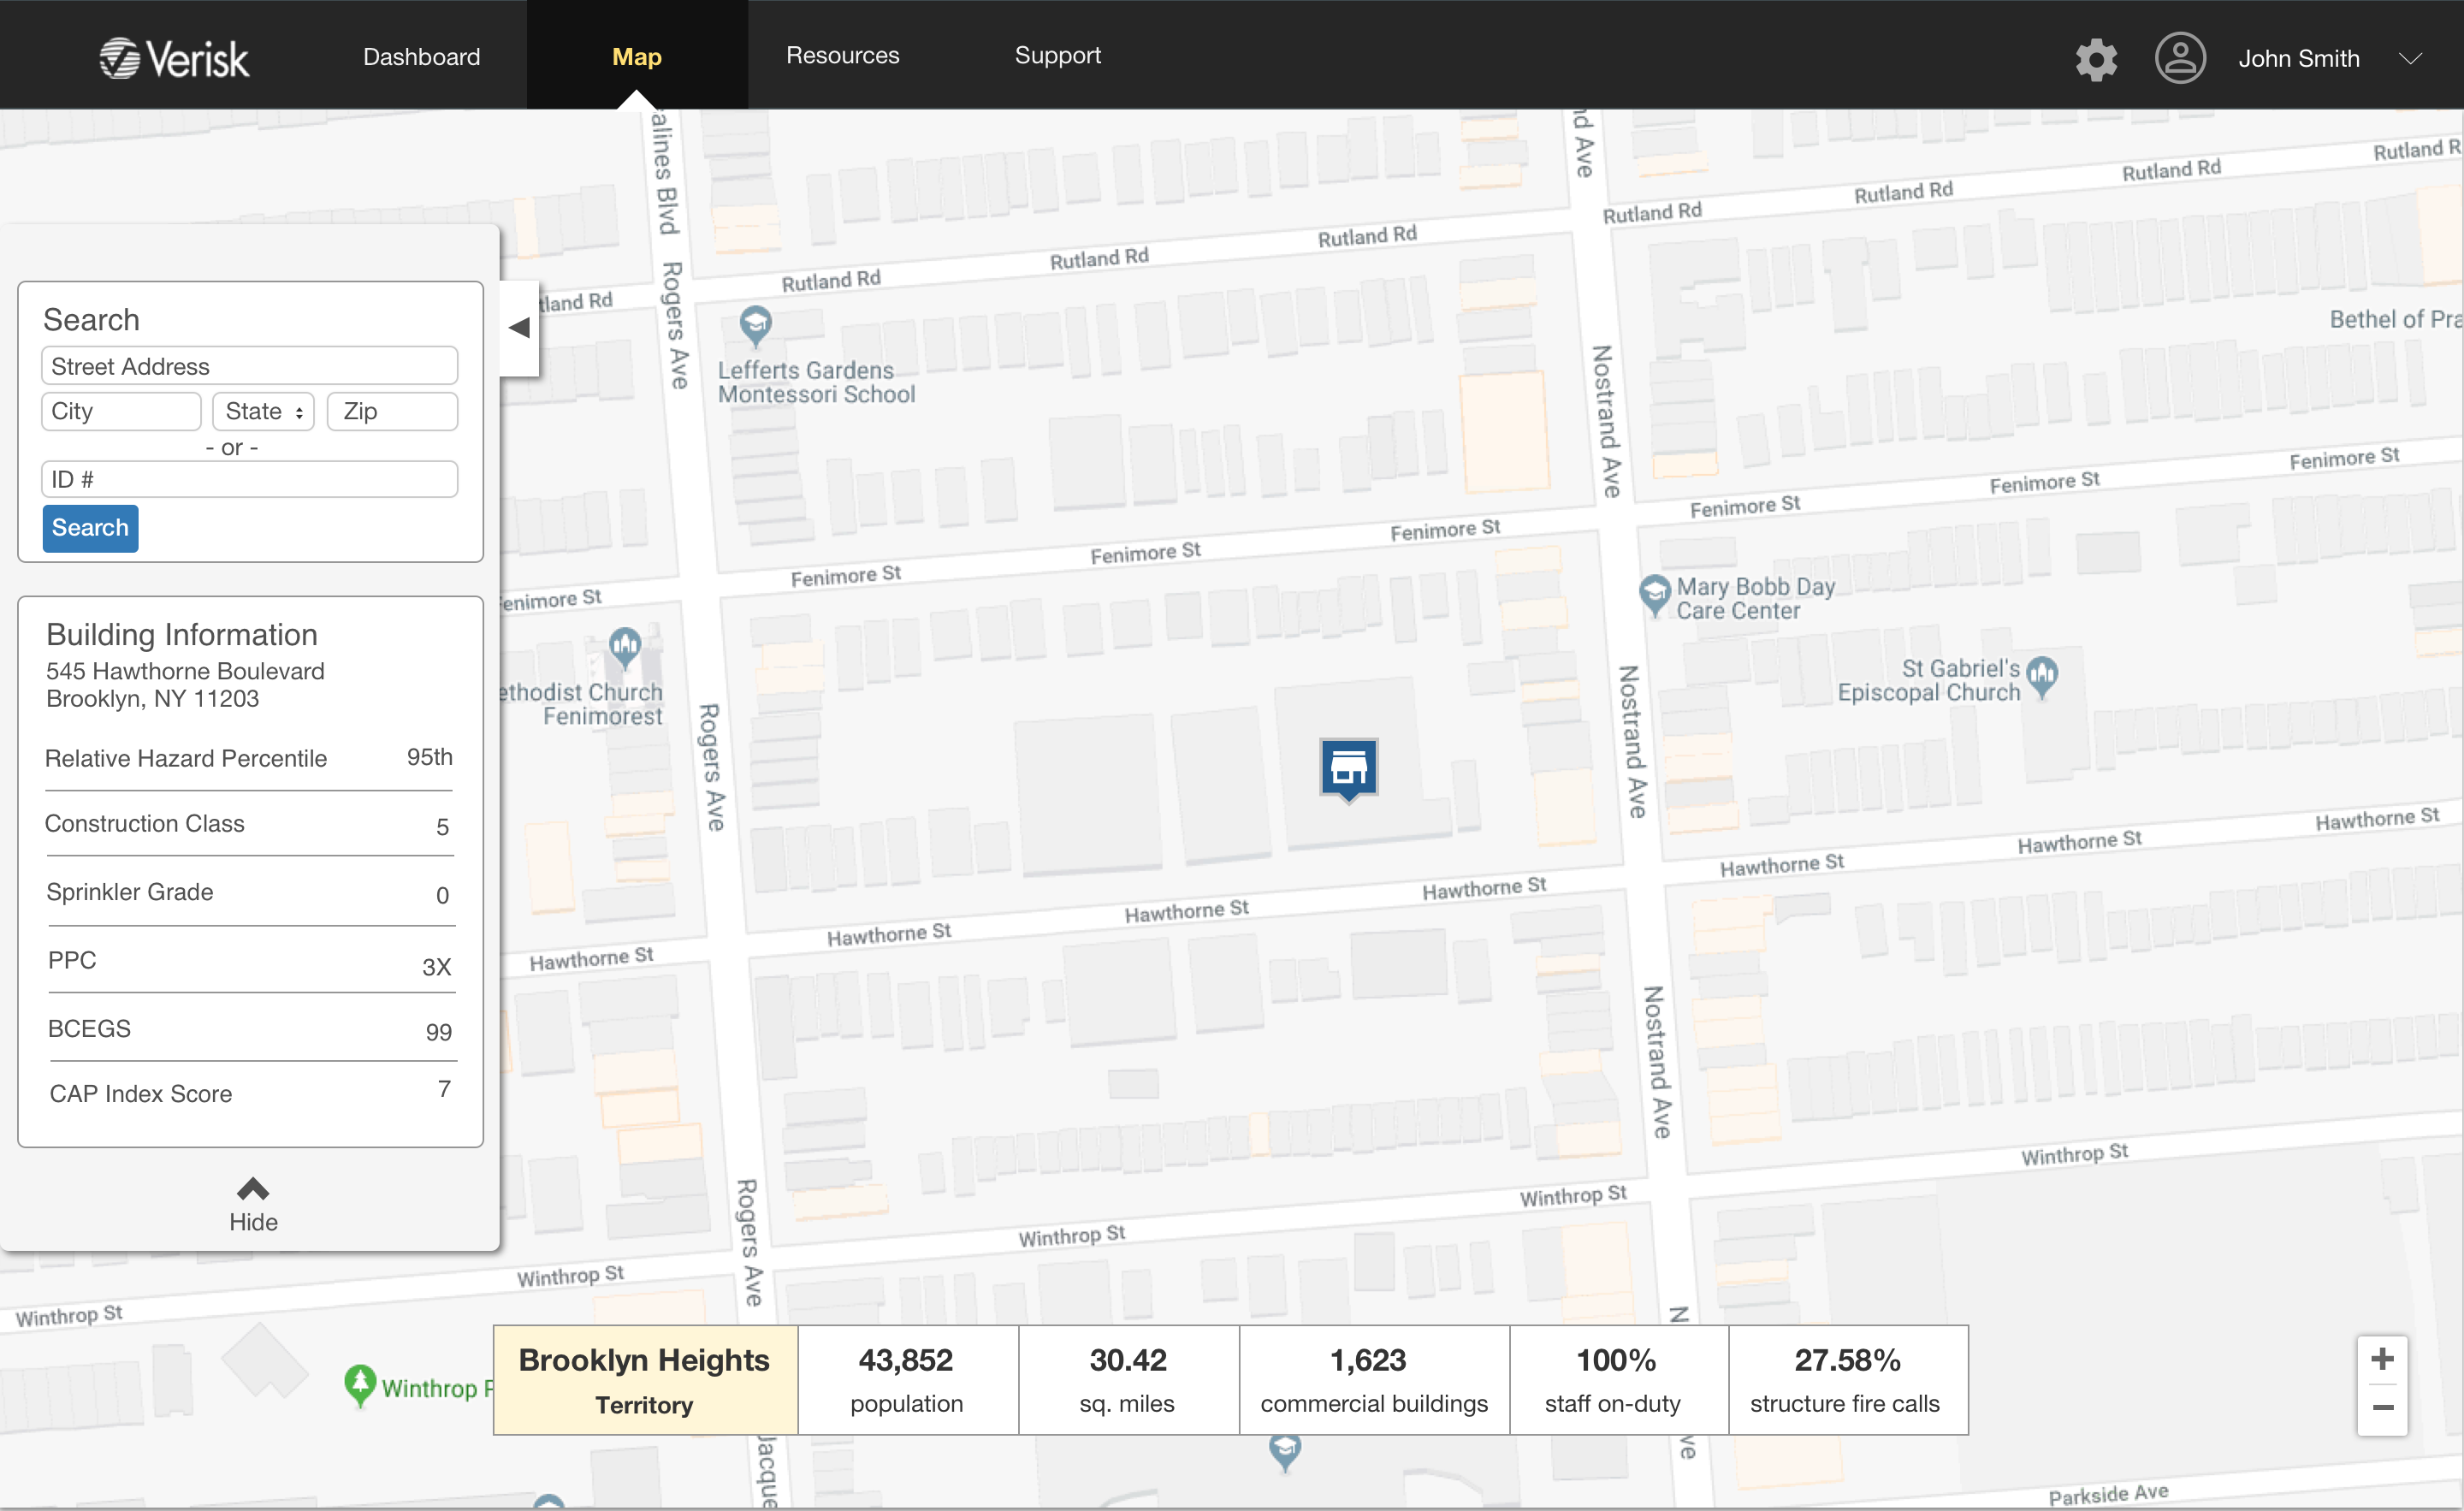 Verisk
Dashboard
Map
Resources
Support
John Smith
alines Blvd
Rogers Ave
nd Ave
Rutland Rd
Rutland Rd
Rutland Rd
Rutland Rd
Rutland Rd
Rutland Rd
Rutland R
tland Rd
Search
Street Address
City
State
Zip
- or -
ID #
Search
Lefferts Gardens
Montessori School
Nostrand Ave
Bethel of Pra
Fenimore St
Fenimore St
Fenimore St
Fenimore St
Fenimore St
Fenimore St
enimore St
Mary Bobb Day
Care Center
St Gabriel's
Episcopal Church
ethodist Church
Fenimorest
Rogers Ave
Nostrand Ave
Building Information
545 Hawthorne Boulevard
Brooklyn, NY 11203
Relative Hazard Percentile 95th
Construction Class 5
Sprinkler Grade 0
PPC 3X
BCEGS 99
CAP Index Score 7
Hide
Hawthorne St
Hawthorne St
Hawthorne St
Hawthorne St
Hawthorne St
Hawthorne St
Hawthorne St
Nostrand Ave
Rogers Ave
Winthrop St
Winthrop St
Winthrop St
Winthrop St
Winthrop St
N
Winthrop P
Brooklyn Heights
Territory
43,852
population
30.42
sq. miles
1,623
commercial buildings
100%
staff on-duty
27.58%
structure fire calls
+
−
Jacque
ve
Parkside Ave